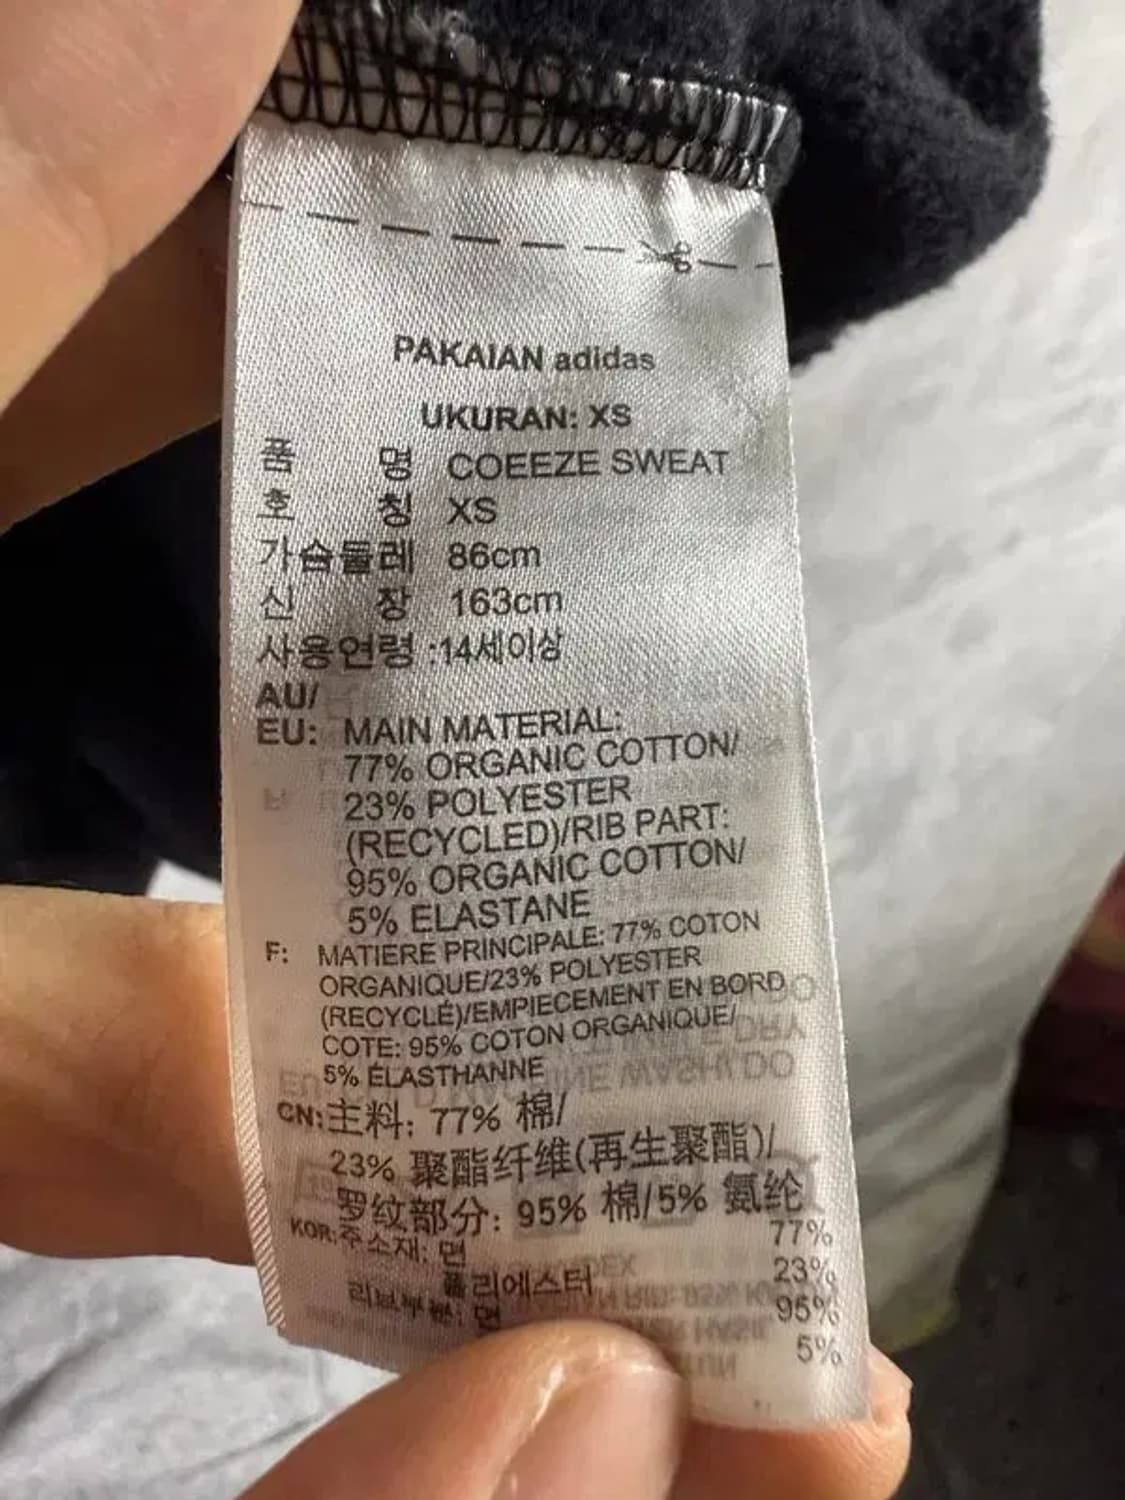 PAKAIAN adidas
UKURAN: XS
품 명 COEEZE SWEAT
호 칭 XS
가슴둘레 86cm
신 장 163cm
사용연령 :14세이상
AU/
EU: MAIN MATERIAL:
77% ORGANIC COTTON/
23% POLYESTER
(RECYCLED)/RIB PART:
95% ORGANIC COTTON/
5% ELASTANE
F: MATIERE PRINCIPALE: 77% COTON
ORGANIQUE/23% POLYESTER
(RECYCLÉ)/EMPIECEMENT EN BORD
COTE: 95% COTON ORGANIQUE/
5% ÉLASTHANNE
CN:主料: 77% 棉/
23% 聚酯纤维(再生聚酯)/
罗纹部分: 95% 棉/5% 氨纶
KOR:주소재: 면 77%
폴리에스터 23%
리브부분: 면 95%
5%